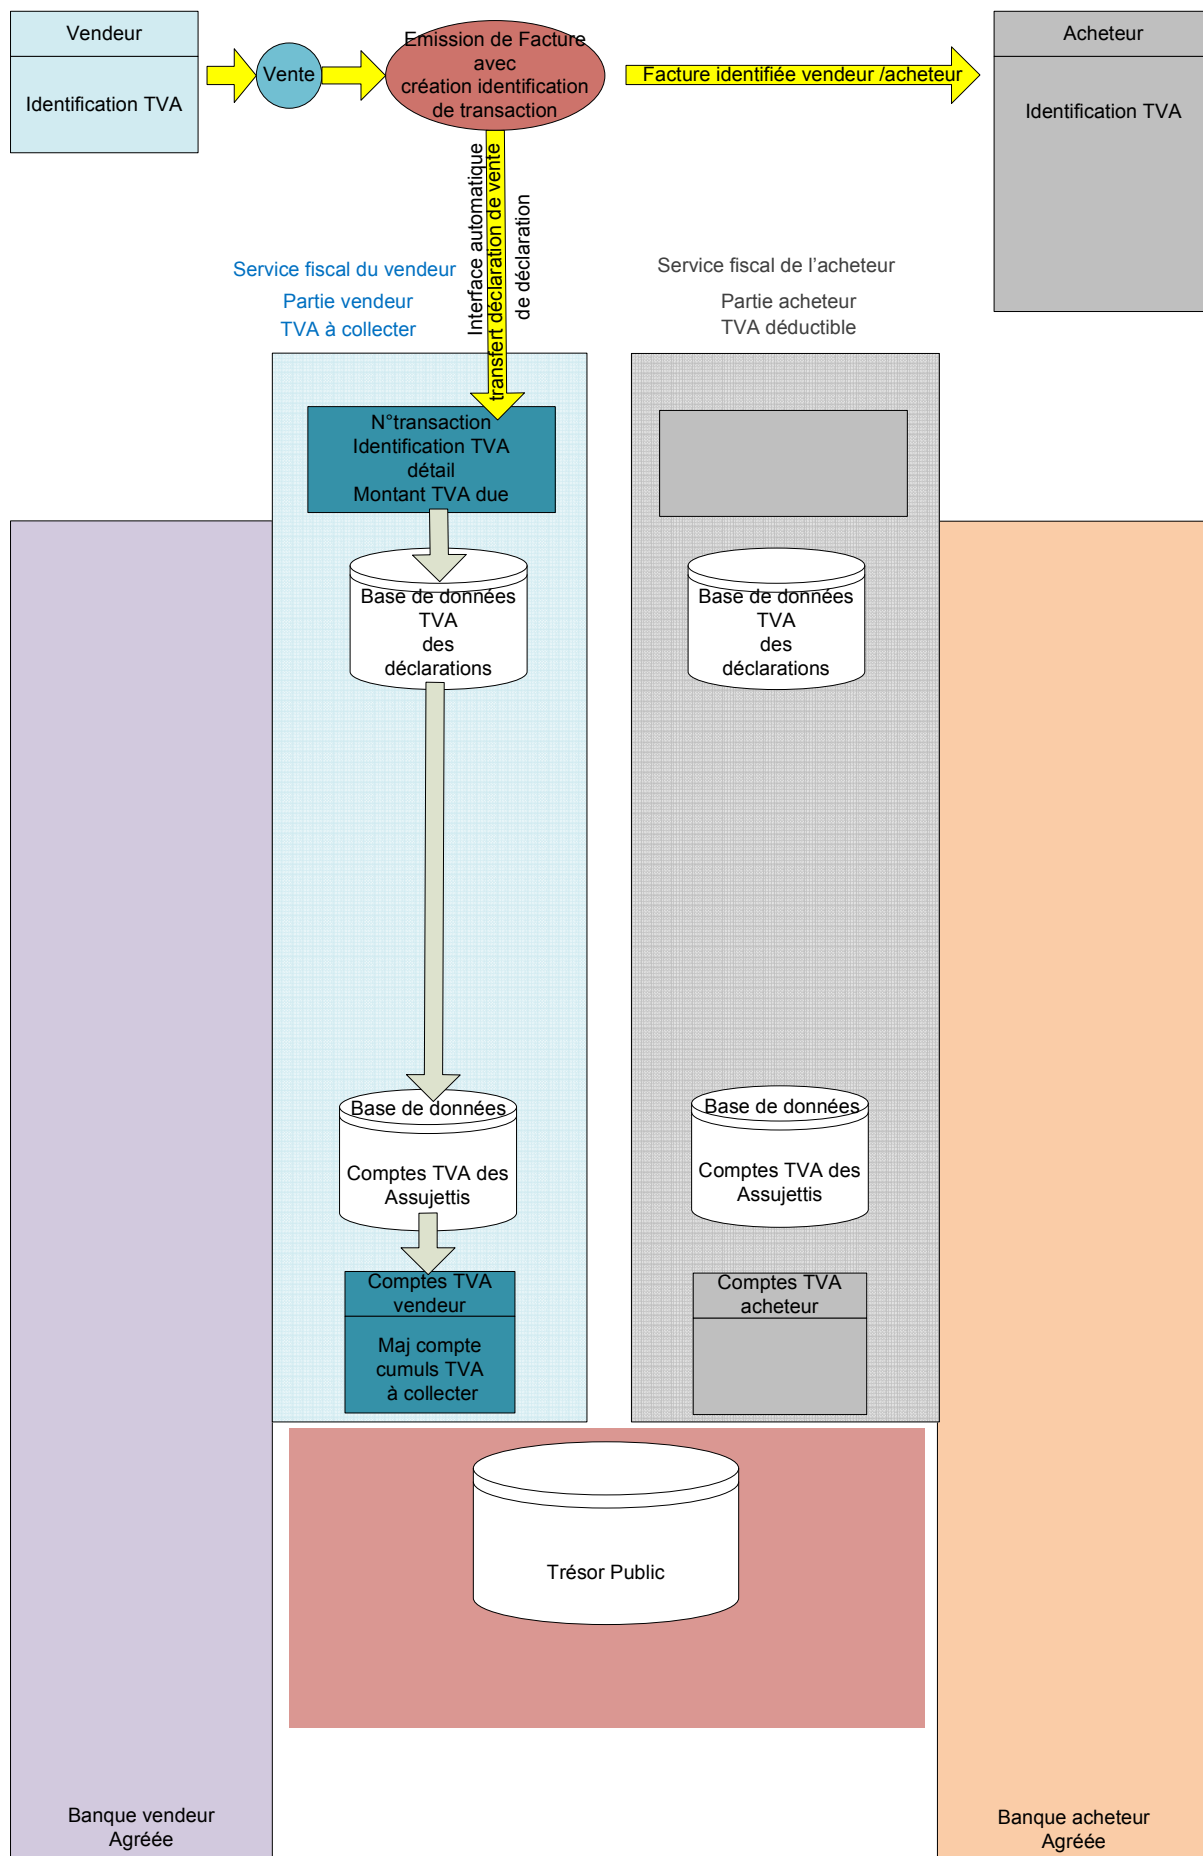 Vendeur
Identification TVA
Vente
Emission de Facture
avec
création identification
de transaction
Facture identifiée vendeur /acheteur
Acheteur
Identification TVA
Interface automatique
transfert déclaration de vente
de déclaration
Service fiscal du vendeur
Partie vendeur
TVA à collecter
Service fiscal de l’acheteur
Partie acheteur
TVA déductible
N°transaction
Identification TVA
détail
Montant TVA due
Base de données
TVA
des
déclarations
Base de données
TVA
des
déclarations
Base de données
Comptes TVA des
Assujettis
Base de données
Comptes TVA des
Assujettis
Comptes TVA
vendeur
Maj compte
cumuls TVA
à collecter
Comptes TVA
acheteur
Trésor Public
Banque vendeur
Agréée
Banque acheteur
Agréée